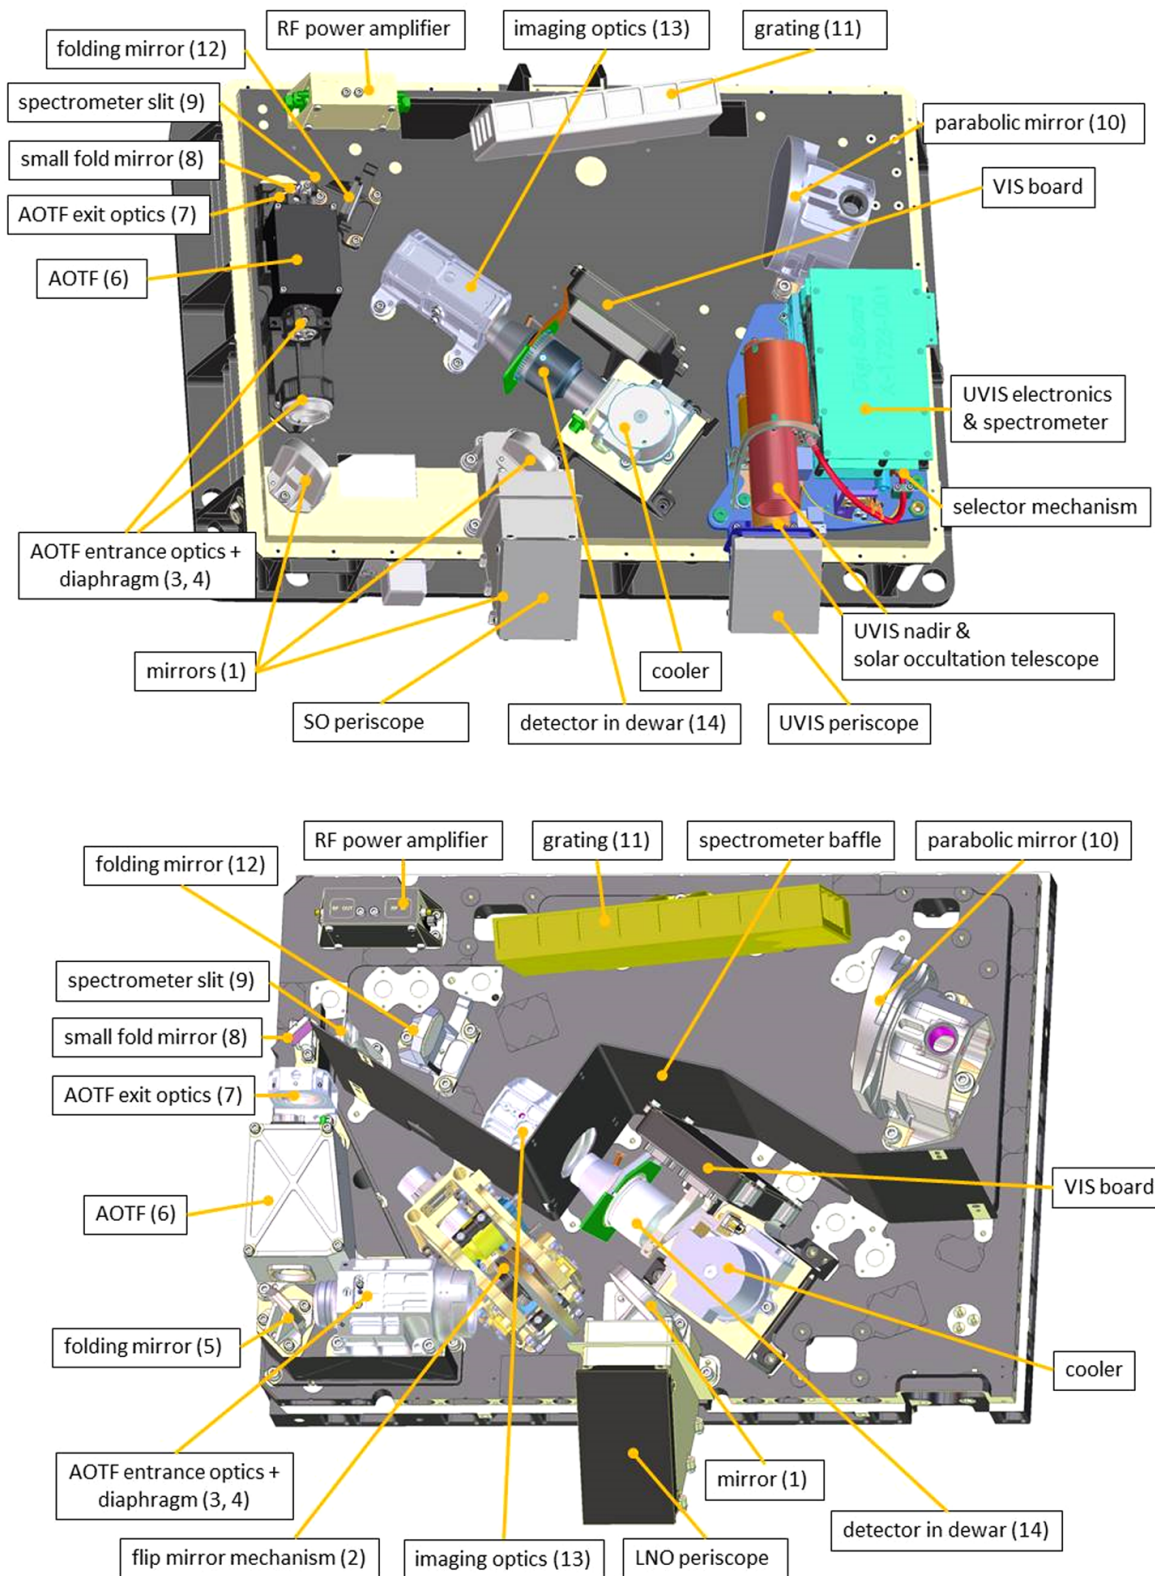 RF power amplifier
imaging optics (13)
grating (11)
folding mirror (12)
spectrometer slit (9)
parabolic mirror (10)
small fold mirror (8)
VIS board
AOTF exit optics (7)
AOTF (6)
UVIS electronics
& spectrometer
selector mechanism
AOTF entrance optics +
diaphragm (3, 4)
UVIS nadir &
solar occultation telescope
mirrors (1)
cooler
SO periscope
detector in dewar (14)
UVIS periscope
RF power amplifier
grating (11)
spectrometer baffle
parabolic mirror (10)
folding mirror (12)
RF OUT
spectrometer slit (9)
small fold mirror (8)
AOTF exit optics (7)
VIS board
AOTF (6)
folding mirror (5)
cooler
AOTF entrance optics +
diaphragm (3, 4)
mirror (1)
detector in dewar (14)
flip mirror mechanism (2)
imaging optics (13)
LNO periscope